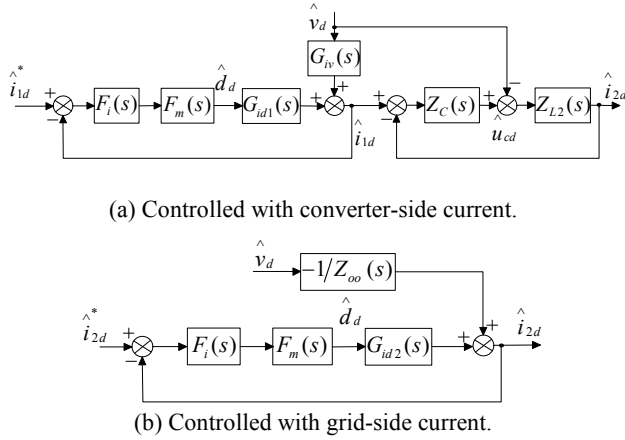 v̂_d
G_iv(s)
î*_1d + − F_i(s) F_m(s) d̂_d G_id1(s) + + î_1d + − Z_C(s) + − û_cd Z_L2(s) î_2d
(a) Controlled with converter-side current.
v̂_d −1/Z_oo(s)
î*_2d + − F_i(s) F_m(s) d̂_d G_id2(s) + + î_2d
(b) Controlled with grid-side current.